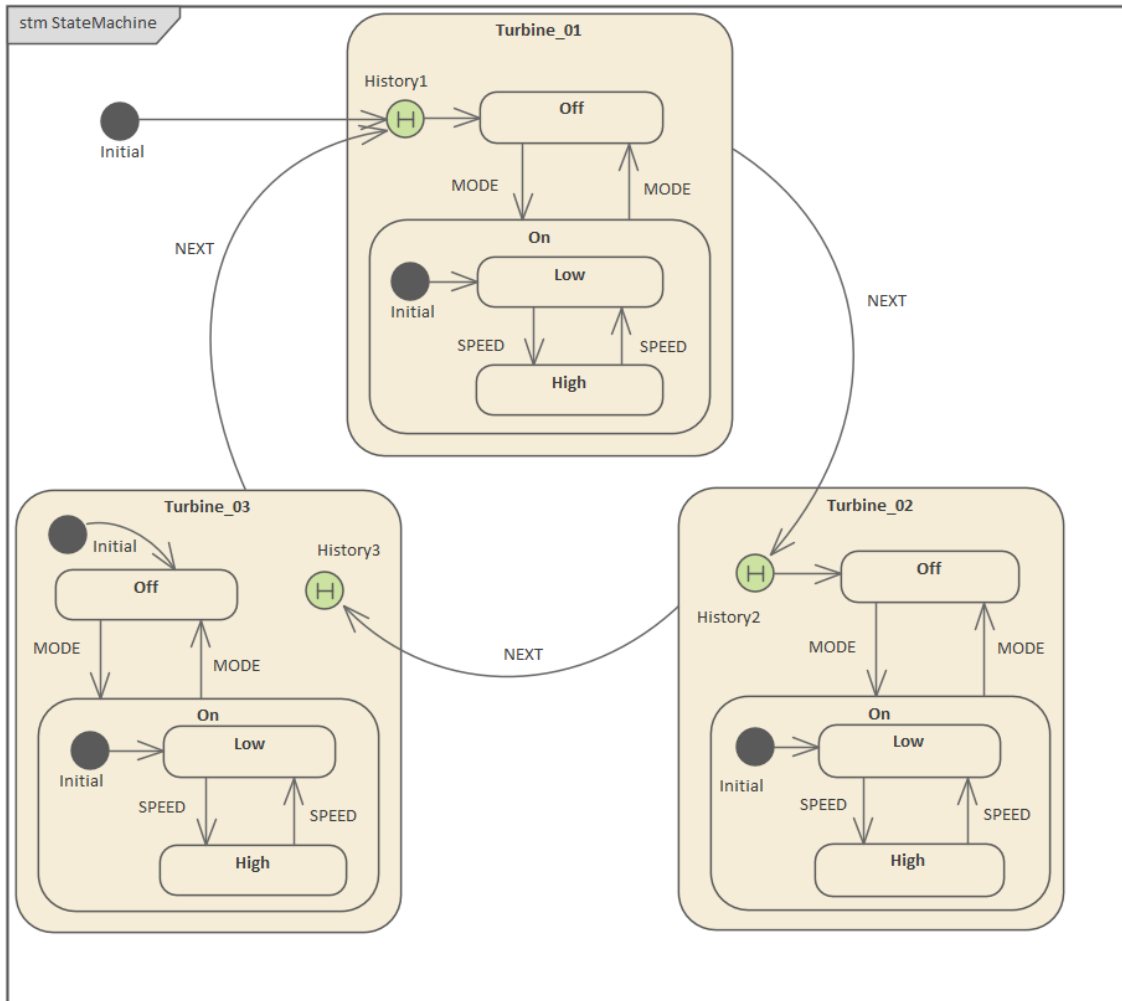 stm StateMachine
Turbine_01
History1
Off
Initial
MODE
MODE
NEXT
On
Low
Initial
NEXT
SPEED
SPEED
High
Turbine_03
Turbine_02
Initial
History3
Off
Off
History2
MODE
MODE
NEXT
MODE
MODE
On
On
Low
Low
Initial
Initial
SPEED
SPEED
SPEED
SPEED
High
High
H
H
H